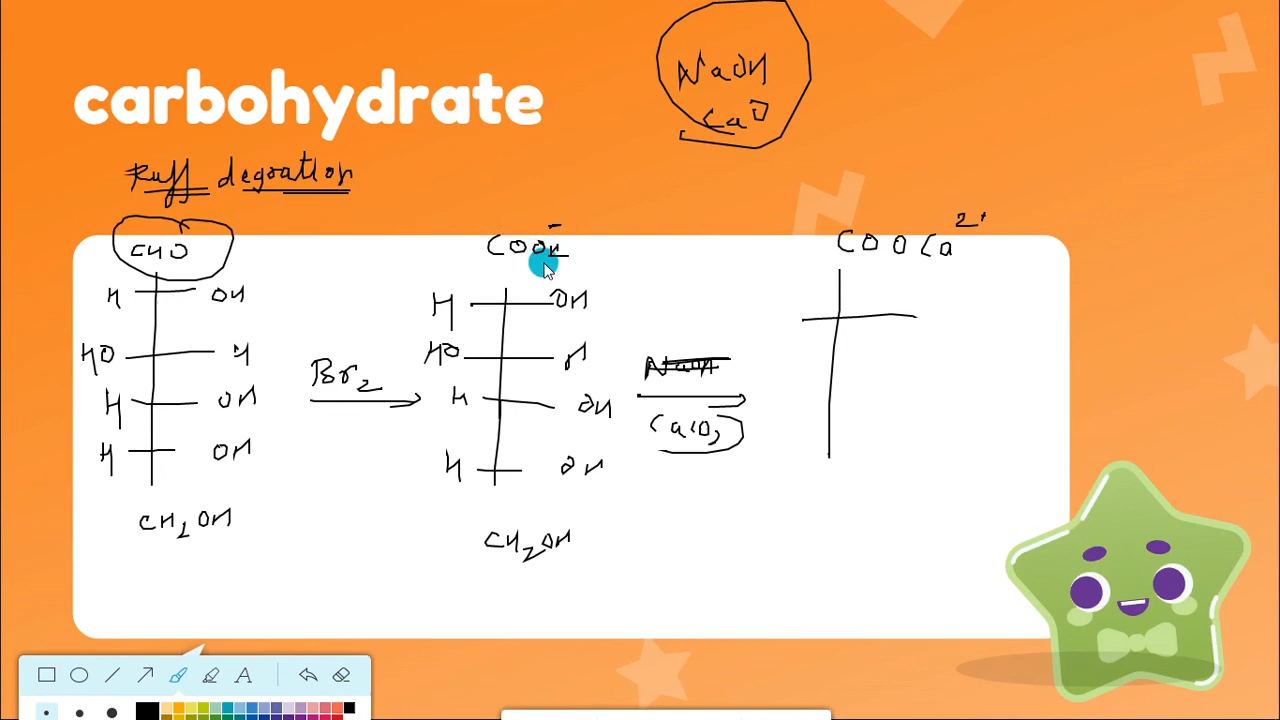 NaOH
CaO
carbohydrate
Ruff degration
CHO
H OH
HO H
H OH
H OH
CH2OH
Br2
COOH
H OH
HO H
H OH
H OH
CH2OH
NaOH
COOCa2+
A